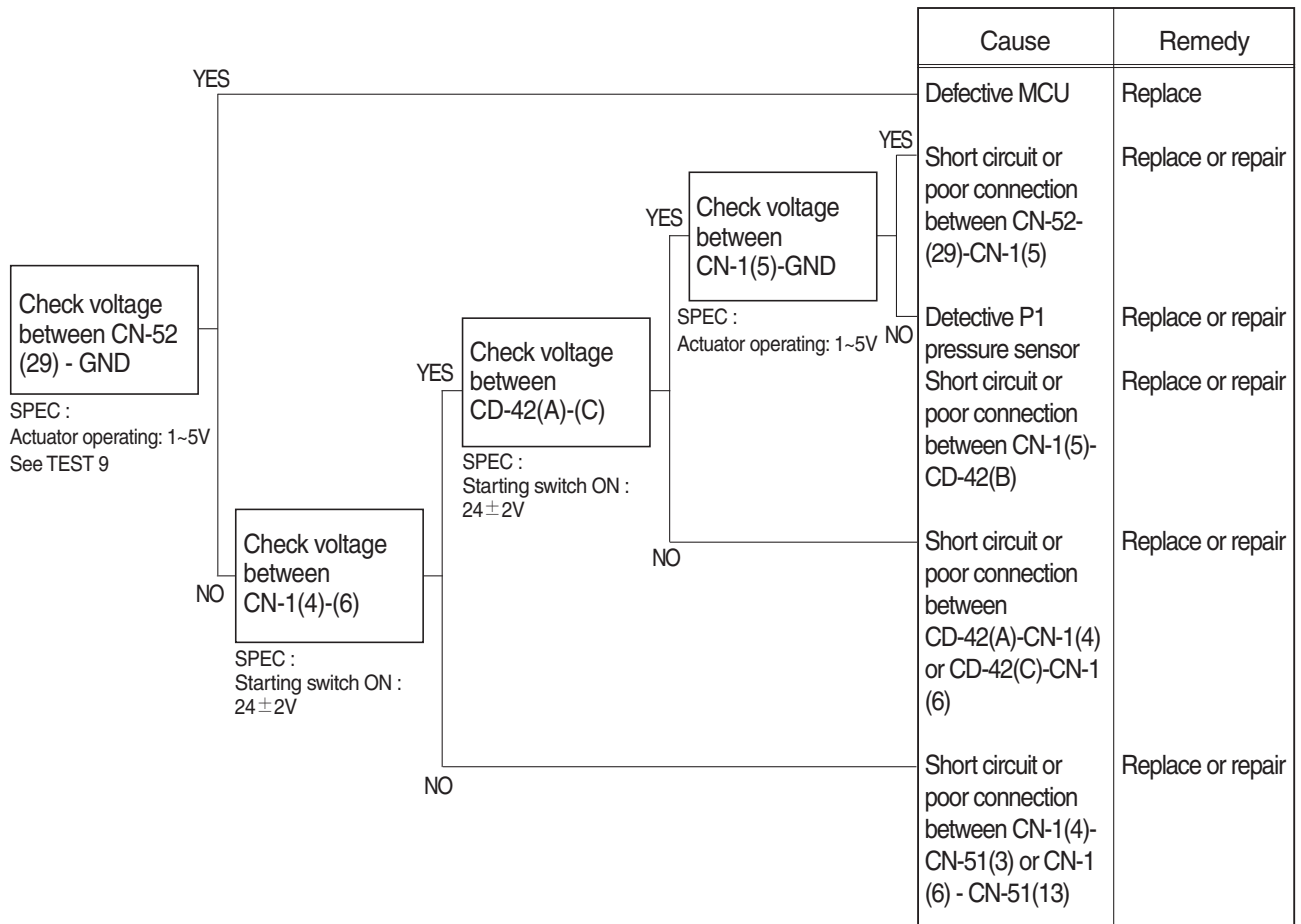 Cause
Remedy
YES
Defective MCU
Replace
YES
Short circuit or
poor connection
between CN-52-
(29)-CN-1(5)
Replace or repair
YES
Check voltage
between
CN-1(5)-GND
SPEC :
Actuator operating: 1~5V
NO
Detective P1
pressure sensor
Replace or repair
Short circuit or
poor connection
between CN-1(5)-
CD-42(B)
Replace or repair
Check voltage
between CN-52
(29) - GND
SPEC :
Actuator operating: 1~5V
See TEST 9
YES
Check voltage
between
CD-42(A)-(C)
SPEC :
Starting switch ON :
24±2V
NO
Short circuit or
poor connection
between
CD-42(A)-CN-1(4)
or CD-42(C)-CN-1
(6)
Replace or repair
NO
Check voltage
between
CN-1(4)-(6)
SPEC :
Starting switch ON :
24±2V
NO
Short circuit or
poor connection
between CN-1(4)-
CN-51(3) or CN-1
(6) - CN-51(13)
Replace or repair